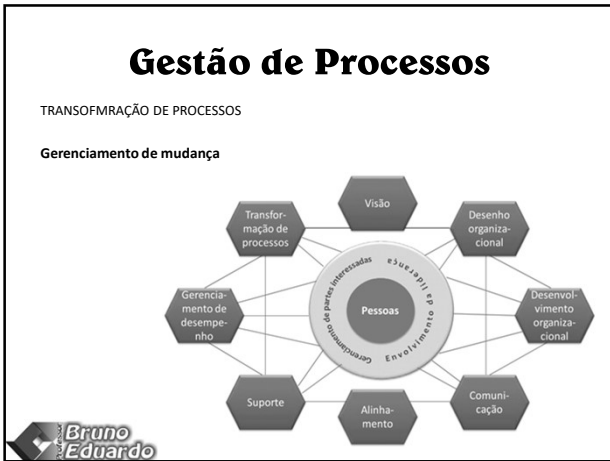 Gestão de Processos
TRANSOFMRAÇÃO DE PROCESSOS
Gerenciamento de mudança
Visão
Transfor-
mação de
processos
Desenho
organiza-
cional
Gerenciamento de partes interessadas
Envolvimento da liderança
Pessoas
Gerencia-
mento de
desempe-
nho
Desenvol-
vimento
organiza-
cional
Suporte
Alinha-
mento
Comuni-
cação
Professor
Bruno
Eduardo